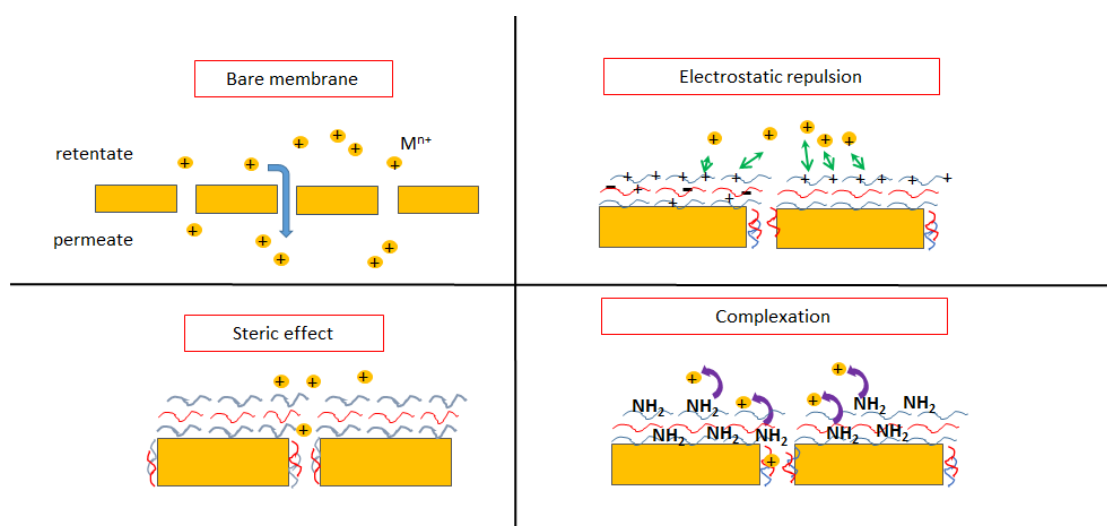 Bare membrane
retentate
Mⁿ⁺
permeate
Electrostatic repulsion
+ + + + +
+ + + + + + + +
- + - + -
+ +
Steric effect
+ + +
+
Complexation
+ +
NH₂ NH₂ + + NH₂ NH₂
NH₂ NH₂ NH₂ NH₂ NH₂
+